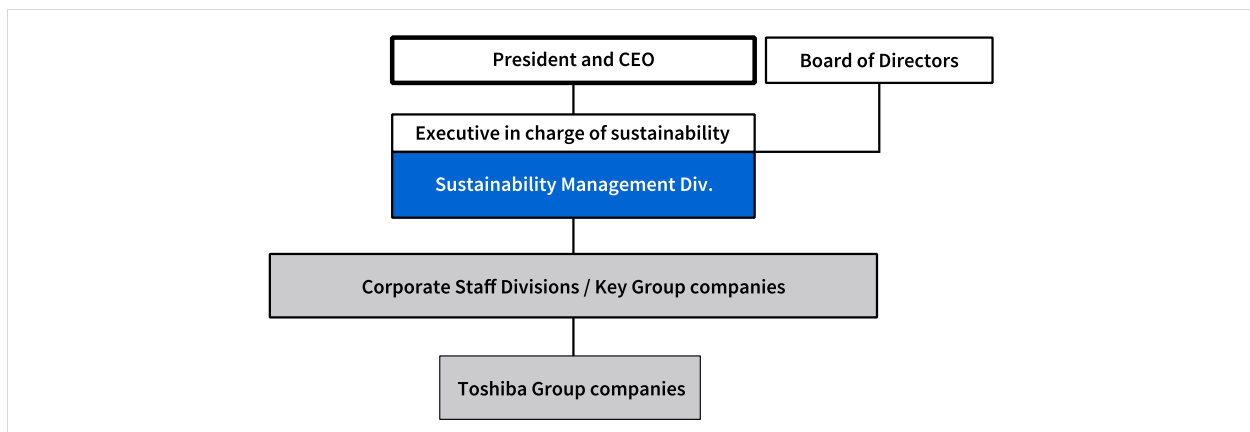 President and CEO
Board of Directors
Executive in charge of sustainability
Sustainability Management Div.
Corporate Staff Divisions / Key Group companies
Toshiba Group companies